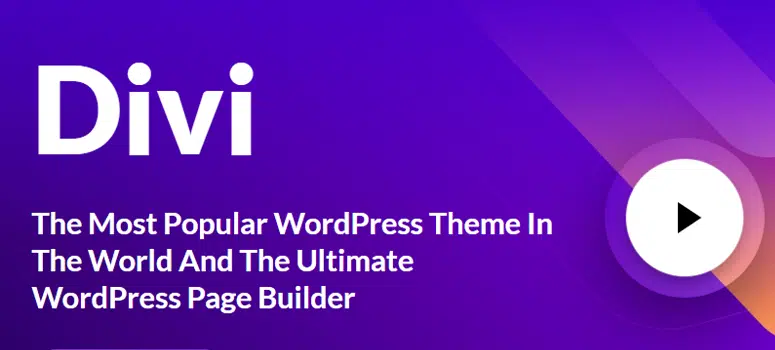 Divi
The Most Popular WordPress Theme In
The World And The Ultimate
WordPress Page Builder